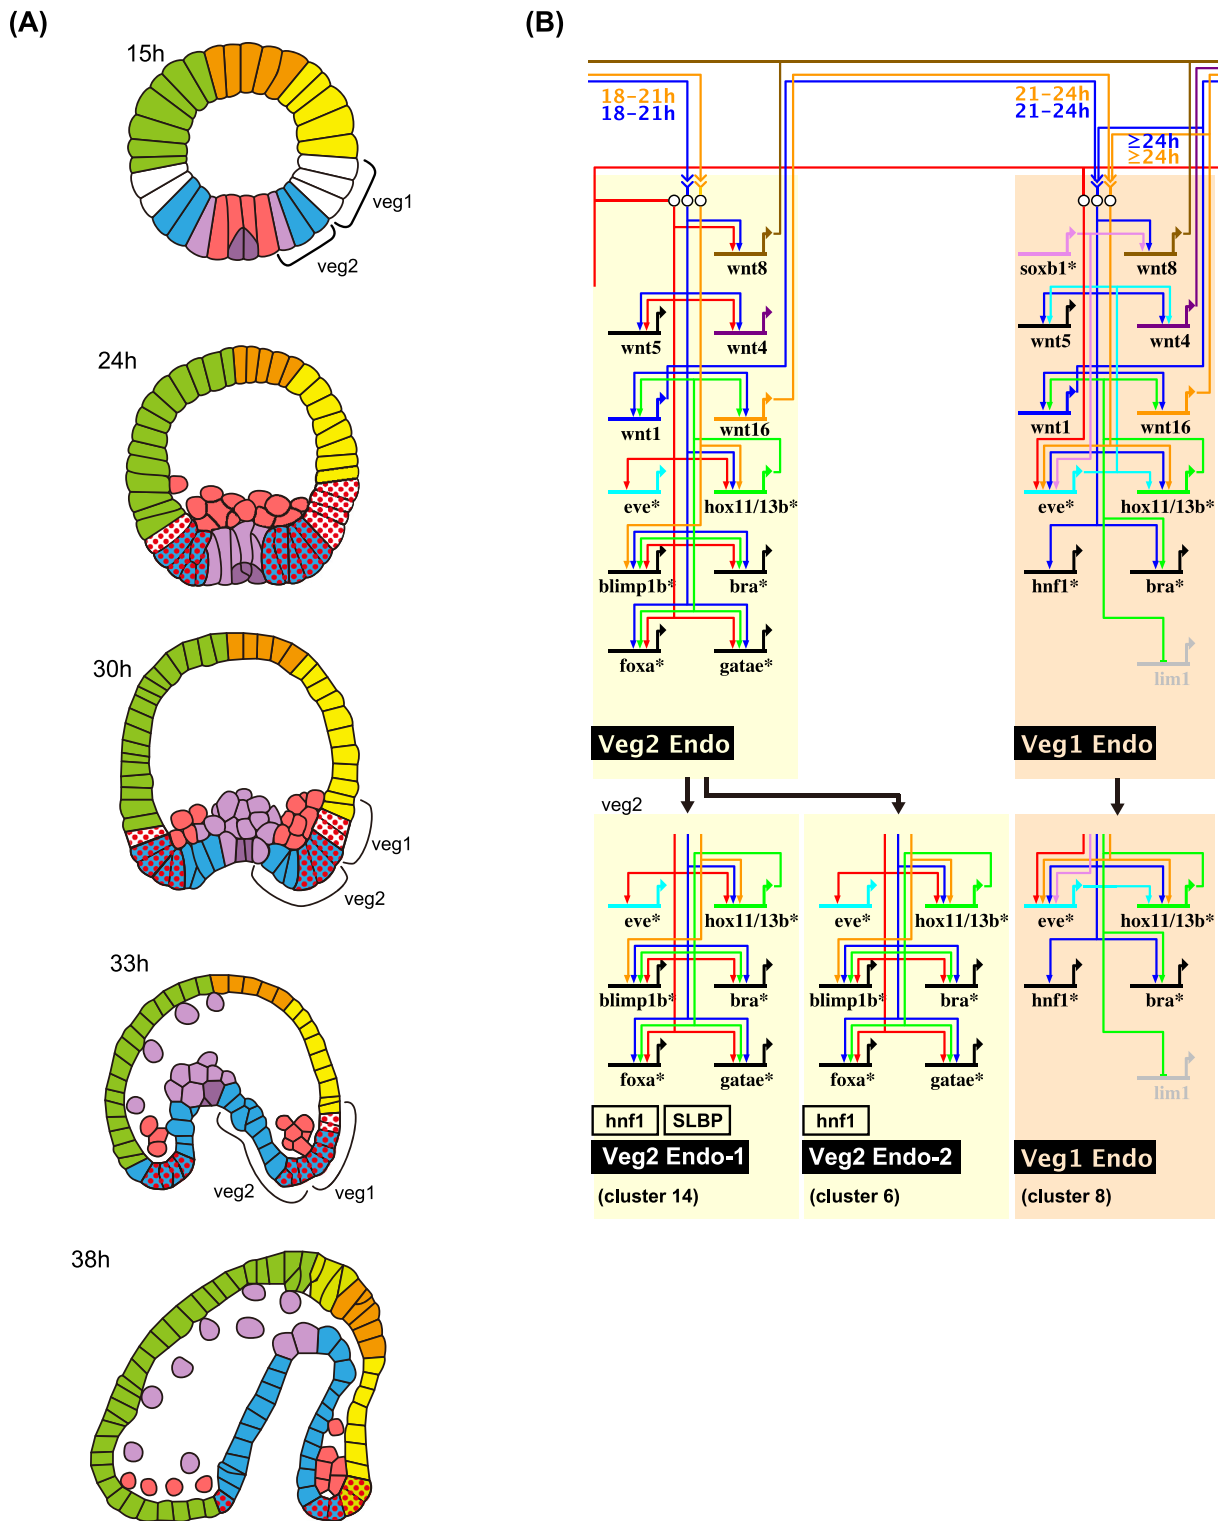 (A)
15h
veg1
veg2
24h
30h
veg1
veg2
33h
veg2
veg1
38h
(B)
18-21h
18-21h
21-24h
21-24h
≥24h
≥24h
wnt8
wnt5 wnt4
wnt1 wnt16
eve* hox11/13b*
blimp1b* bra*
foxa* gatae*
Veg2 Endo
soxb1* wnt8
wnt5 wnt4
wnt1 wnt16
eve* hox11/13b*
hnf1* bra*
lim1
Veg1 Endo
veg2
eve* hox11/13b*
blimp1b* bra*
foxa* gatae*
hnf1 SLBP
Veg2 Endo-1
(cluster 14)
eve* hox11/13b*
blimp1b* bra*
foxa* gatae*
hnf1
Veg2 Endo-2
(cluster 6)
eve* hox11/13b*
hnf1* bra*
lim1
Veg1 Endo
(cluster 8)